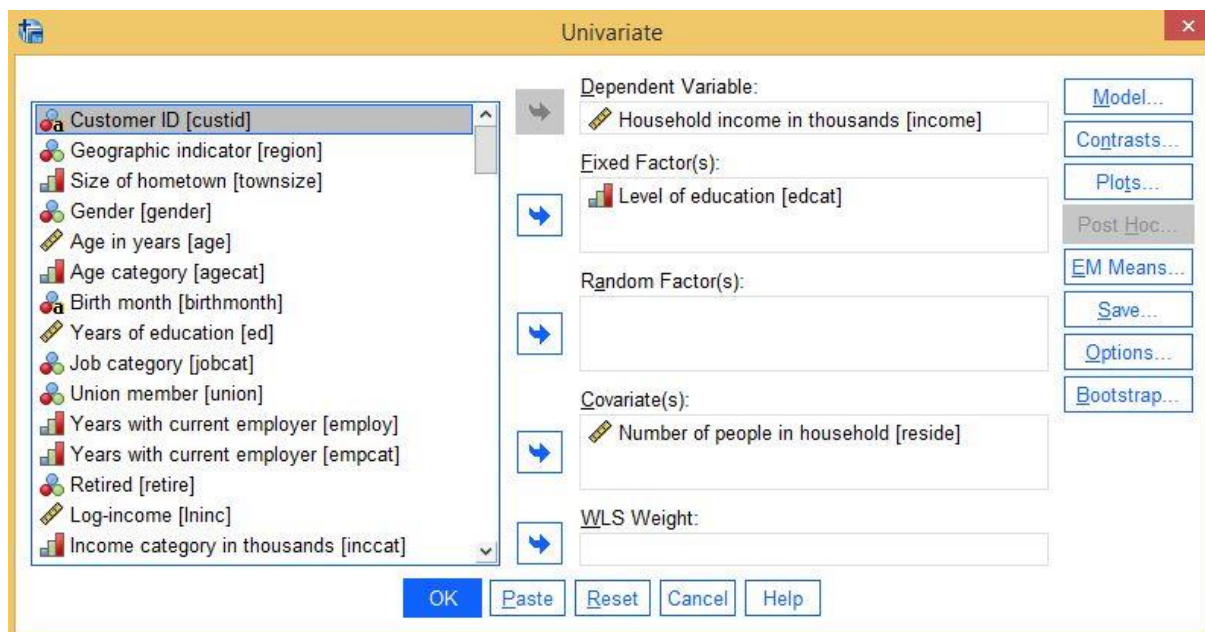 Univariate
Customer ID [custid]
Geographic indicator [region]
Size of hometown [townsize]
Gender [gender]
Age in years [age]
Age category [agecat]
Birth month [birthmonth]
Years of education [ed]
Job category [jobcat]
Union member [union]
Years with current employer [employ]
Years with current employer [empcat]
Retired [retire]
Log-income [lninc]
Income category in thousands [inccat]
Dependent Variable:
Household income in thousands [income]
Fixed Factor(s):
Level of education [edcat]
Random Factor(s):
Covariate(s):
Number of people in household [reside]
WLS Weight:
Model...
Contrasts...
Plots...
Post Hoc...
EM Means...
Save...
Options...
Bootstrap...
OK Paste Reset Cancel Help